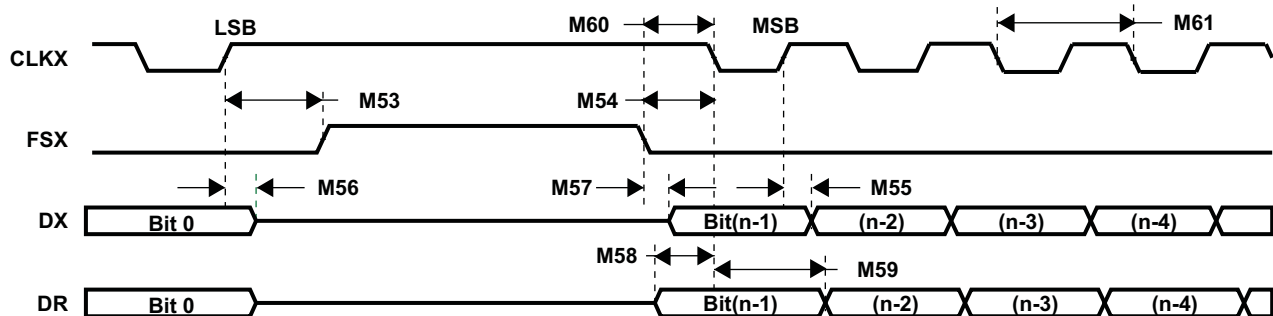 LSB M60 MSB M61
CLKX
M53 M54
FSX
M56 M57 M55
DX Bit 0 Bit(n-1) (n-2) (n-3) (n-4)
M58 M59
DR Bit 0 Bit(n-1) (n-2) (n-3) (n-4)